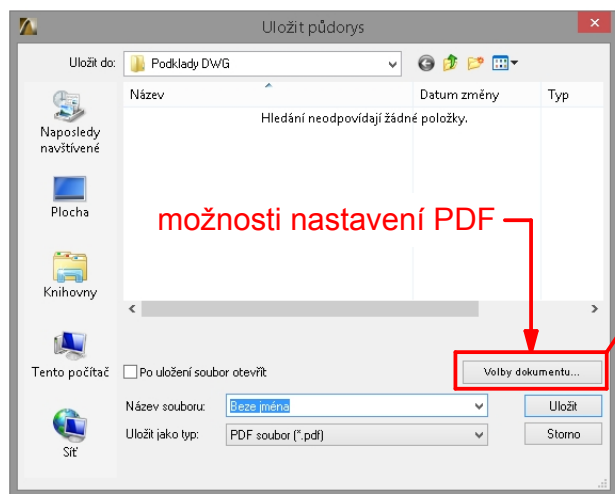 Uložit půdorys
Uložit do:
Podklady DWG
Název
Datum změny
Typ
Hledání neodpovídají žádné položky.
Naposledy
navštívené
Plocha
možnosti nastavení PDF
Knihovny
Tento počítač
Po uložení soubor otevřít
Volby dokumentu...
Název souboru:
Beze jména
Uložit
Uložit jako typ:
PDF soubor (*.pdf)
Storno
Síť